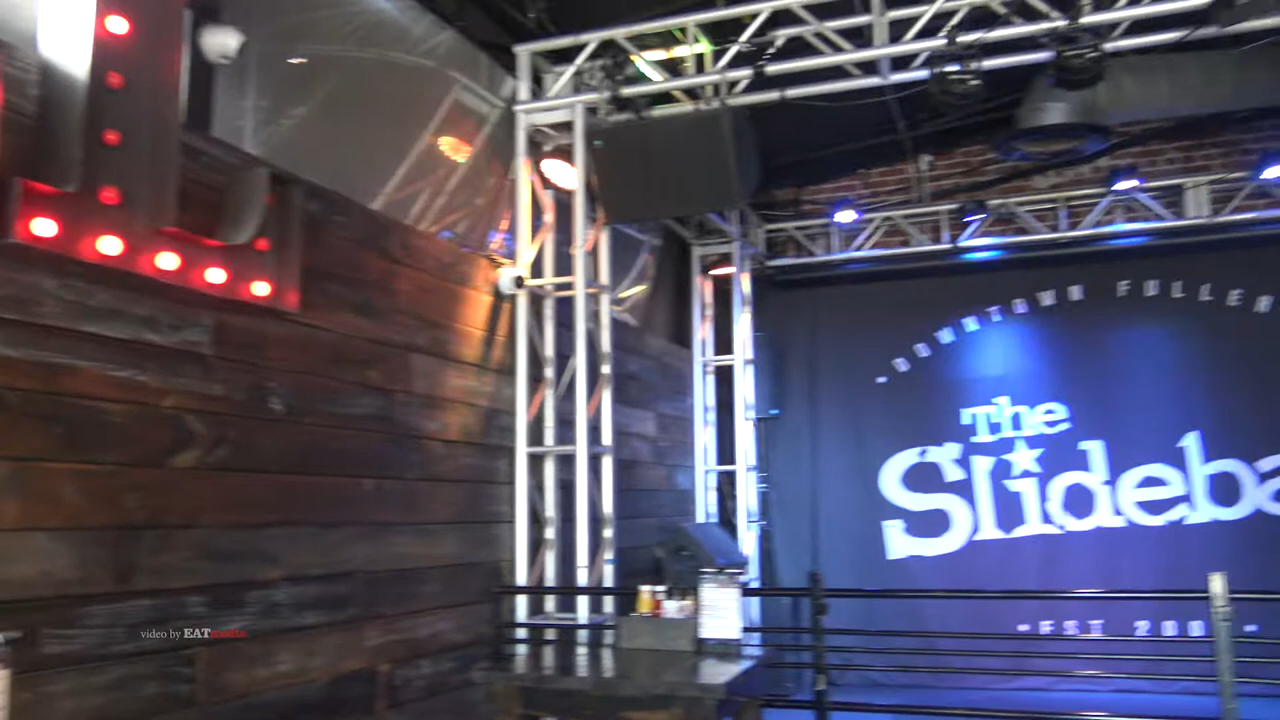 DOWNTOWN FULLER
The
Slideba
EST 200
video by EATmedia